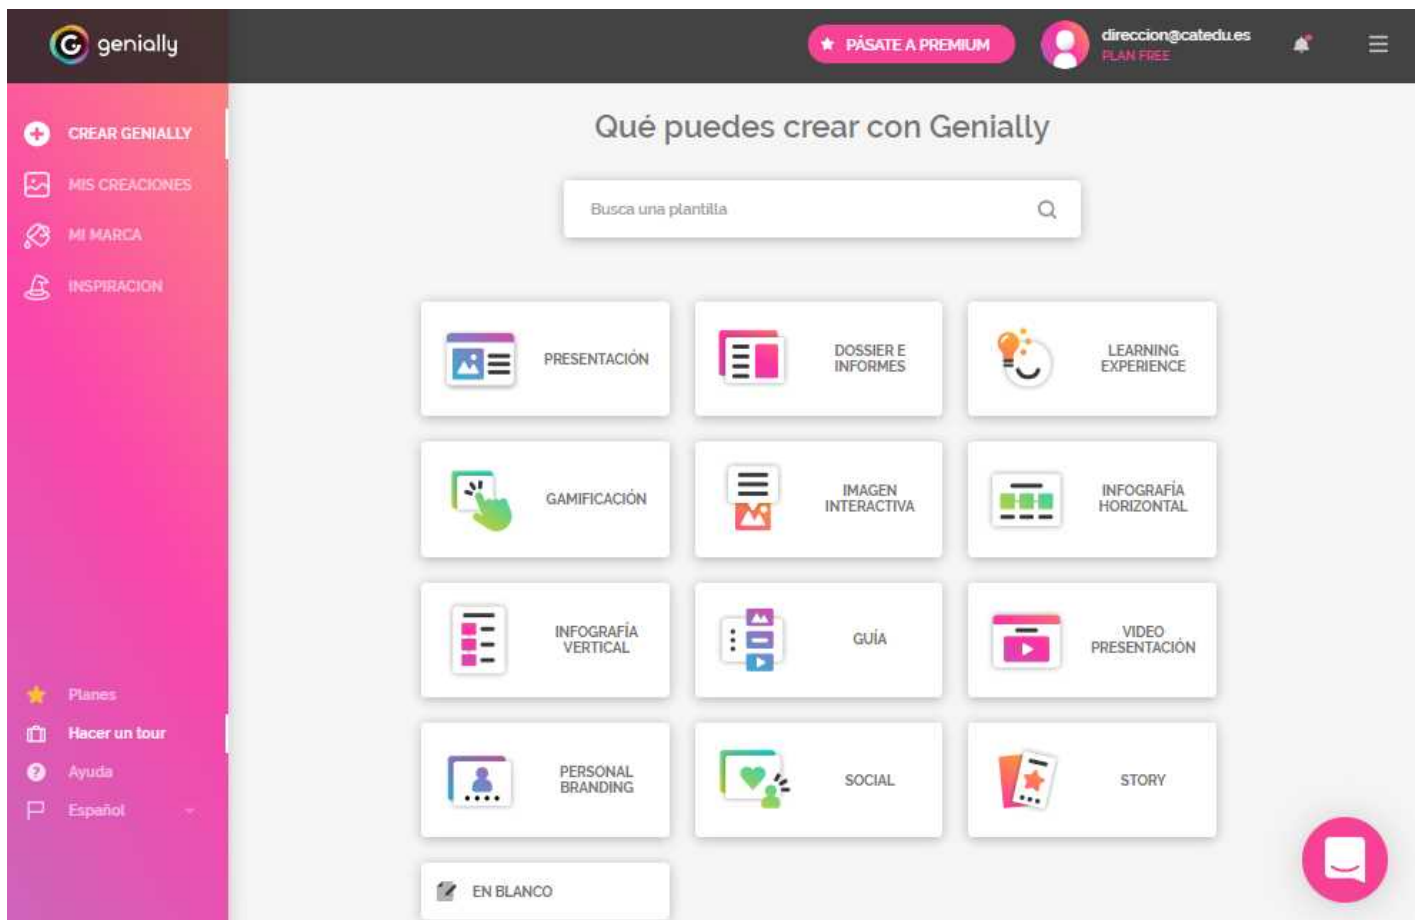 genially
PÁSATE A PREMIUM
direccion@catedu.es
PLAN FREE
CREAR GENIALLY
MIS CREACIONES
MI MARCA
INSPIRACION
Planes
Hacer un tour
Ayuda
Español
Qué puedes crear con Genially
Busca una plantilla
PRESENTACIÓN
DOSSIER E
INFORMES
LEARNING
EXPERIENCE
GAMIFICACIÓN
IMAGEN
INTERACTIVA
INFOGRAFÍA
HORIZONTAL
INFOGRAFÍA
VERTICAL
GUÍA
VIDEO
PRESENTACIÓN
PERSONAL
BRANDING
SOCIAL
STORY
EN BLANCO